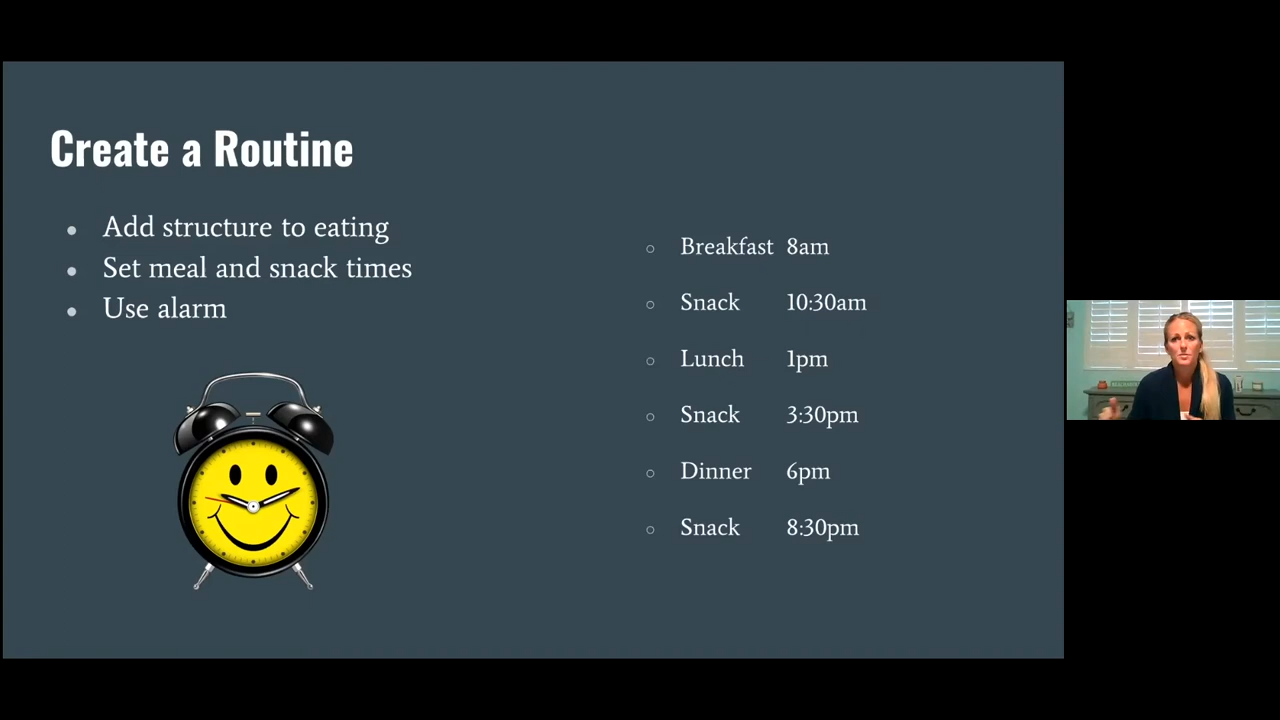 Create a Routine
Add structure to eating
Set meal and snack times
Use alarm
Breakfast 8am
Snack 10:30am
Lunch 1pm
Snack 3:30pm
Dinner 6pm
Snack 8:30pm